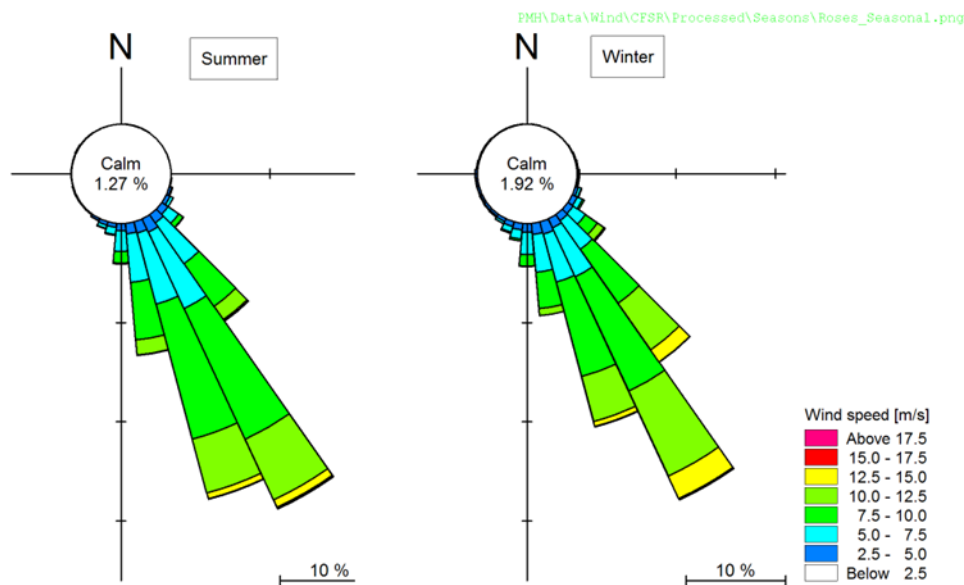 PMH\Data\Wind\CFSR\Processed\Seasons\Roses_Seasonal.png
N
Summer
Calm
1.27 %
10 %
N
Winter
Calm
1.92 %
10 %
Wind speed [m/s]
Above 17.5
15.0 - 17.5
12.5 - 15.0
10.0 - 12.5
7.5 - 10.0
5.0 - 7.5
2.5 - 5.0
Below 2.5